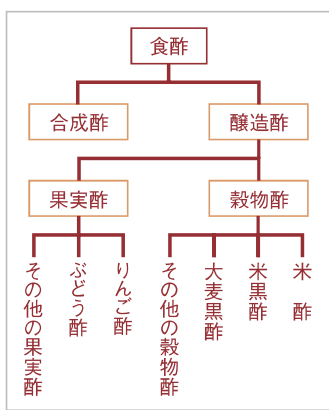 食酢
合成酢
醸造酢
果実酢
穀物酢
その他の果実酢
ぶどう酢
りんご酢
その他の穀物酢
大麦黒酢
米黒酢
米 酢